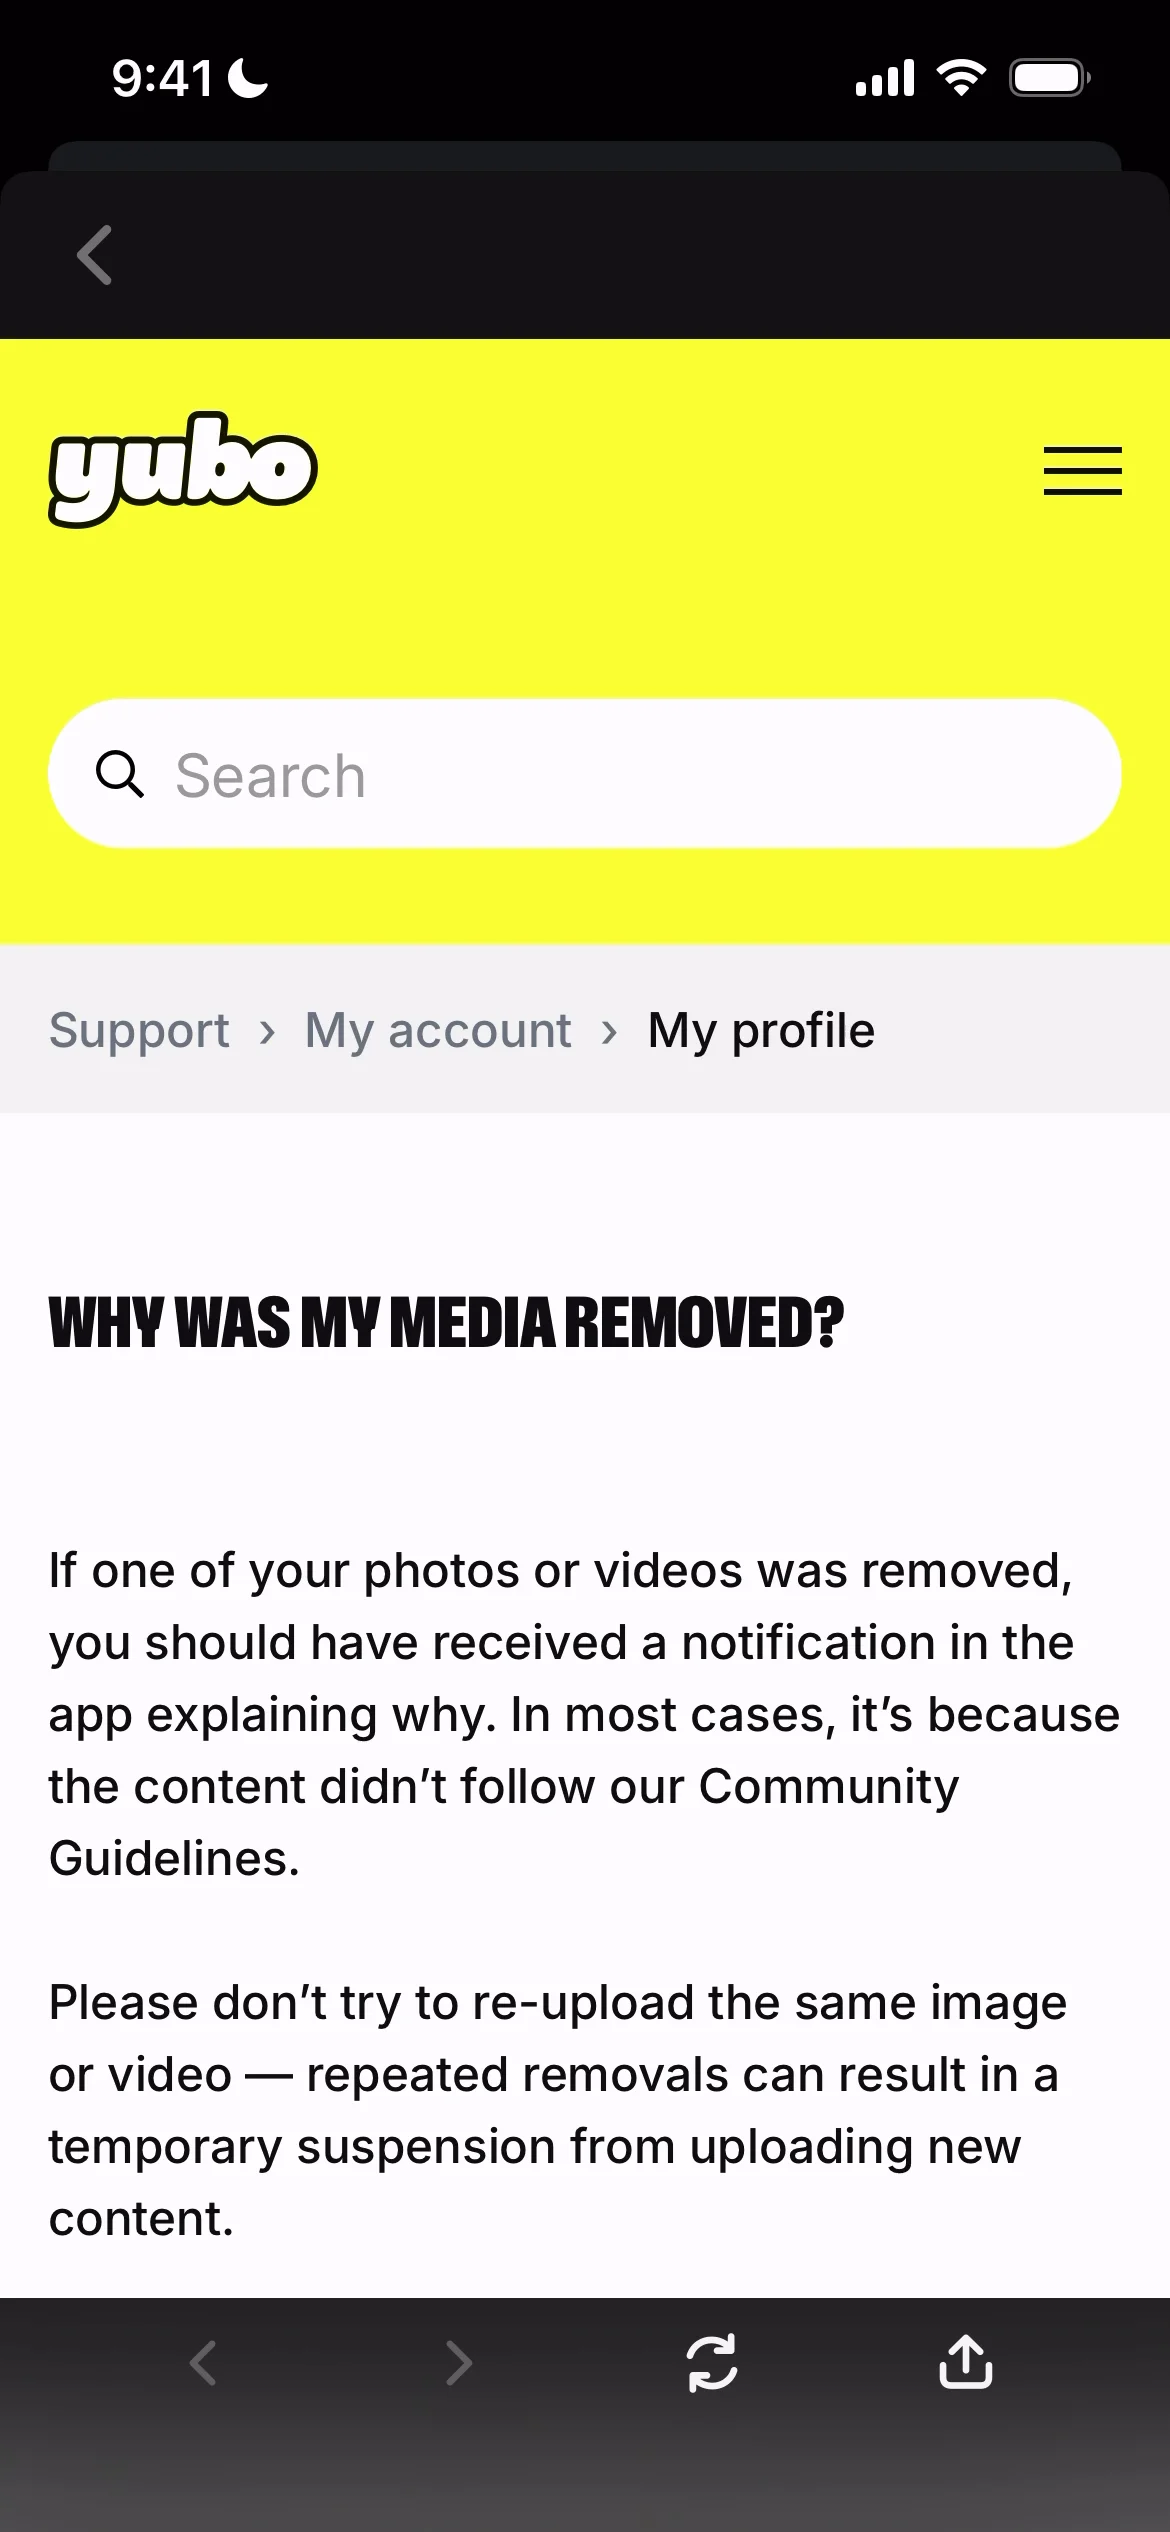 9:41
yubo
Search
Support › My account › My profile
WHY WAS MY MEDIA REMOVED?
If one of your photos or videos was removed,
you should have received a notification in the
app explaining why. In most cases, it’s because
the content didn’t follow our Community
Guidelines.
Please don’t try to re-upload the same image
or video — repeated removals can result in a
temporary suspension from uploading new
content.